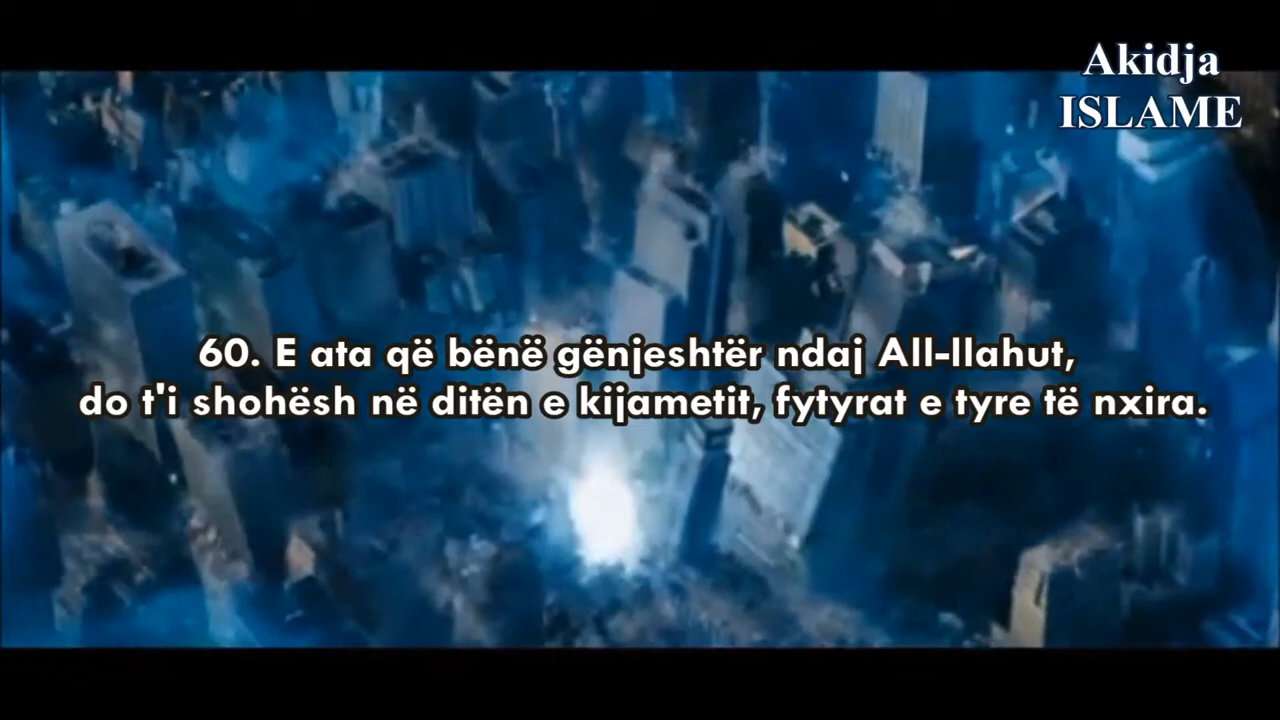 Akidja
ISLAME
60. E ata që bënë gënjeshtër ndaj All-llahut,
do t'i shohësh në ditën e kijametit, fytyrat e tyre të nxira.